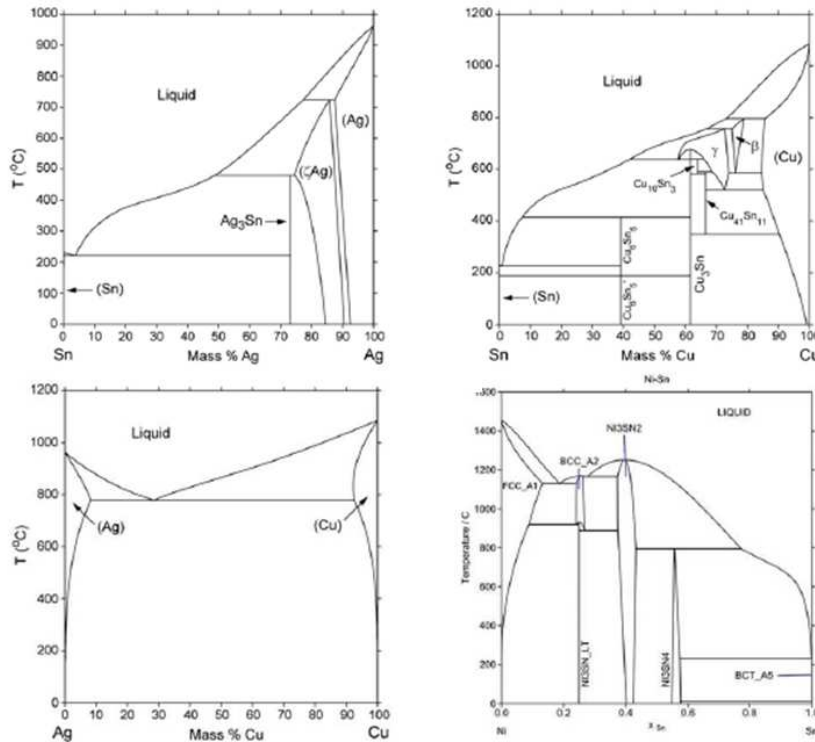 1000
900
800
700
600
500
400
300
200
100
0
T (°C)
Liquid
(Ag)
(ζAg)
Ag₃Sn
(Sn)
0 10 20 30 40 50 60 70 80 90 100
Sn Mass % Ag Ag
1200
1000
800
600
400
200
0
T (°C)
Liquid
γ
β
(Cu)
Cu₁₀Sn₃
Cu₄₁Sn₁₁
Cu₆Sn₅
Cu₃Sn
Cu₆Sn₅'
(Sn)
0 10 20 30 40 50 60 70 80 90 100
Sn Mass % Cu Cu
1200
1000
800
600
400
200
0
T (°C)
Liquid
(Ag)
(Cu)
0 10 20 30 40 50 60 70 80 90 100
Ag Mass % Cu Cu
Ni-Sn
1600
1400
1200
1000
800
600
400
200
0
Temperature / C
LIQUID
NI3SN2
BCC_A2
FCC_A1
NI3SN_LT
NI3SN4
BCT_A5
0.0 0.2 0.4 0.6 0.8 1.0
Ni X Sn Sn